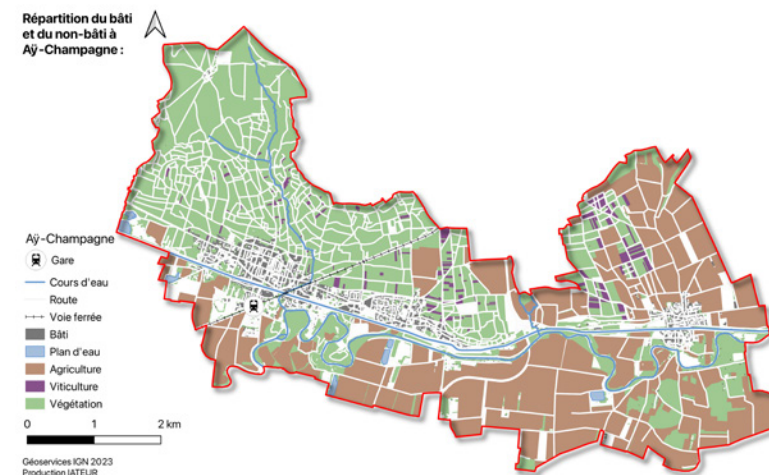 Répartition du bâti
et du non-bâti à
Aÿ-Champagne :
Aÿ-Champagne
Gare
Cours d'eau
Route
Voie ferrée
Bâti
Plan d'eau
Agriculture
Viticulture
Végétation
0 1 2 km
Géoservices IGN 2023
Production IATEUR